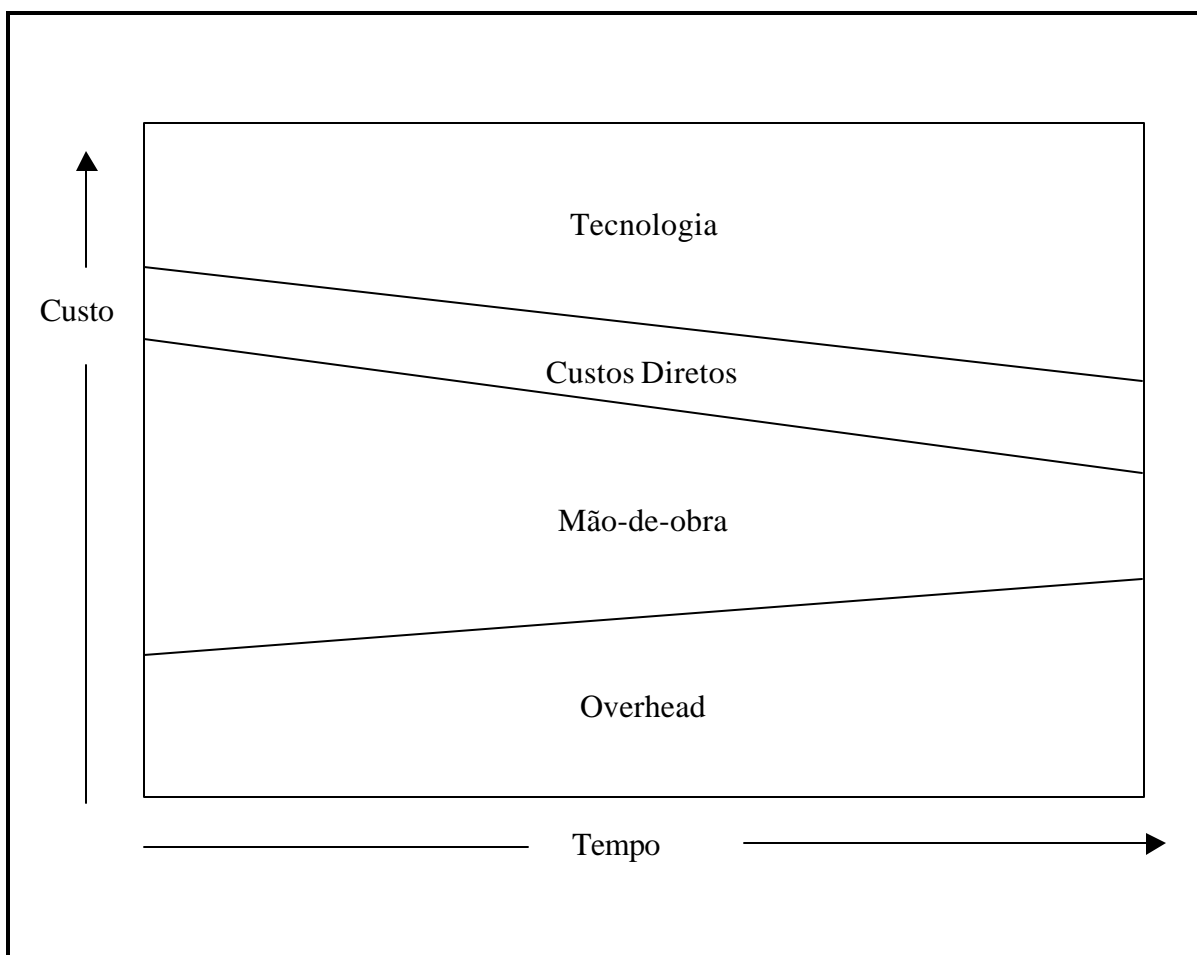 Tecnologia
Custo
Custos Diretos
Mão-de-obra
Overhead
Tempo